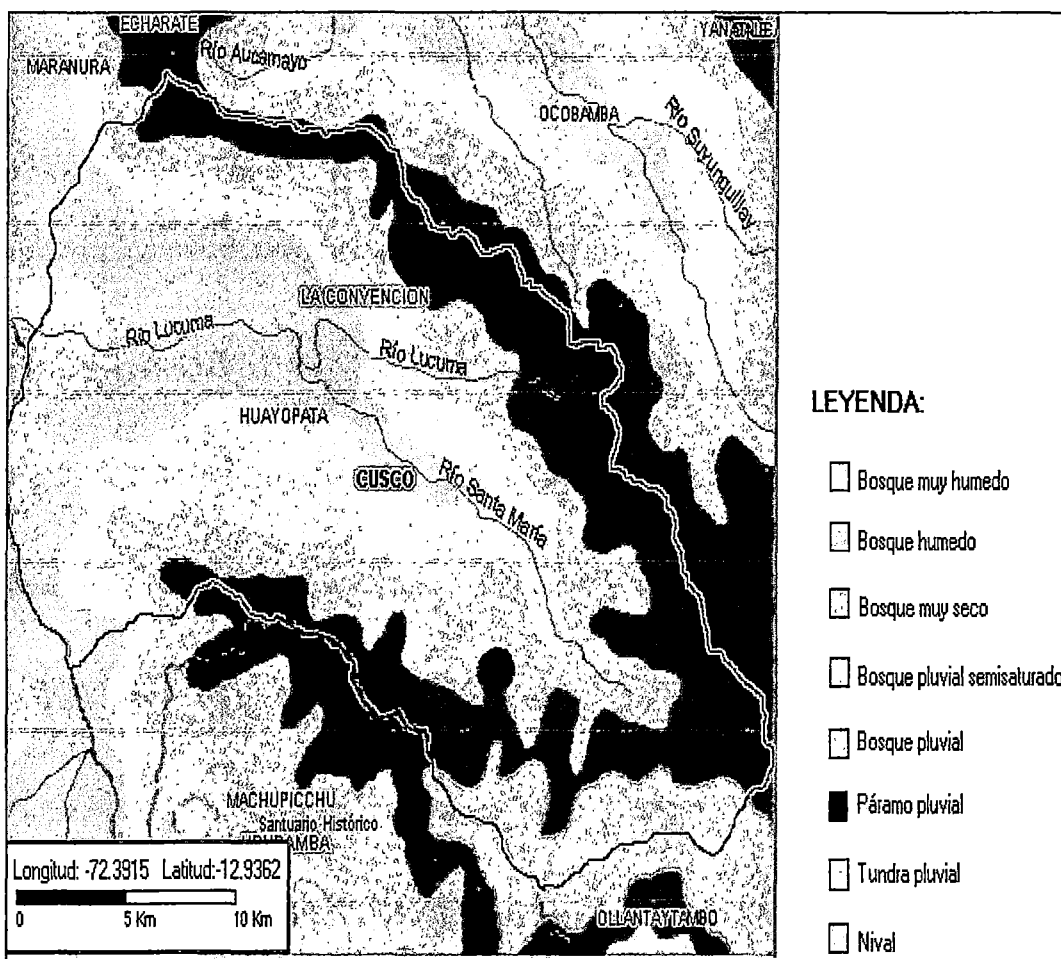 ECHARATE
YANATILE
Río Aucamayo
MARANURA
OCOBAMBA
Río Suyunquillay
LA CONVENCION
Río Lucuma
Río Lucuma
HUAYOPATA
CUSCO
Río Santa María
MACHUPICCHU
Santuario Histórico
URUBAMBA
OLLANTAYTAMBO
Longitud: -72.3915 Latitud:-12.9362
0 5 Km 10 Km
LEYENDA:
Bosque muy humedo
Bosque humedo
Bosque muy seco
Bosque pluvial semisaturado
Bosque pluvial
Páramo pluvial
Tundra pluvial
Nival